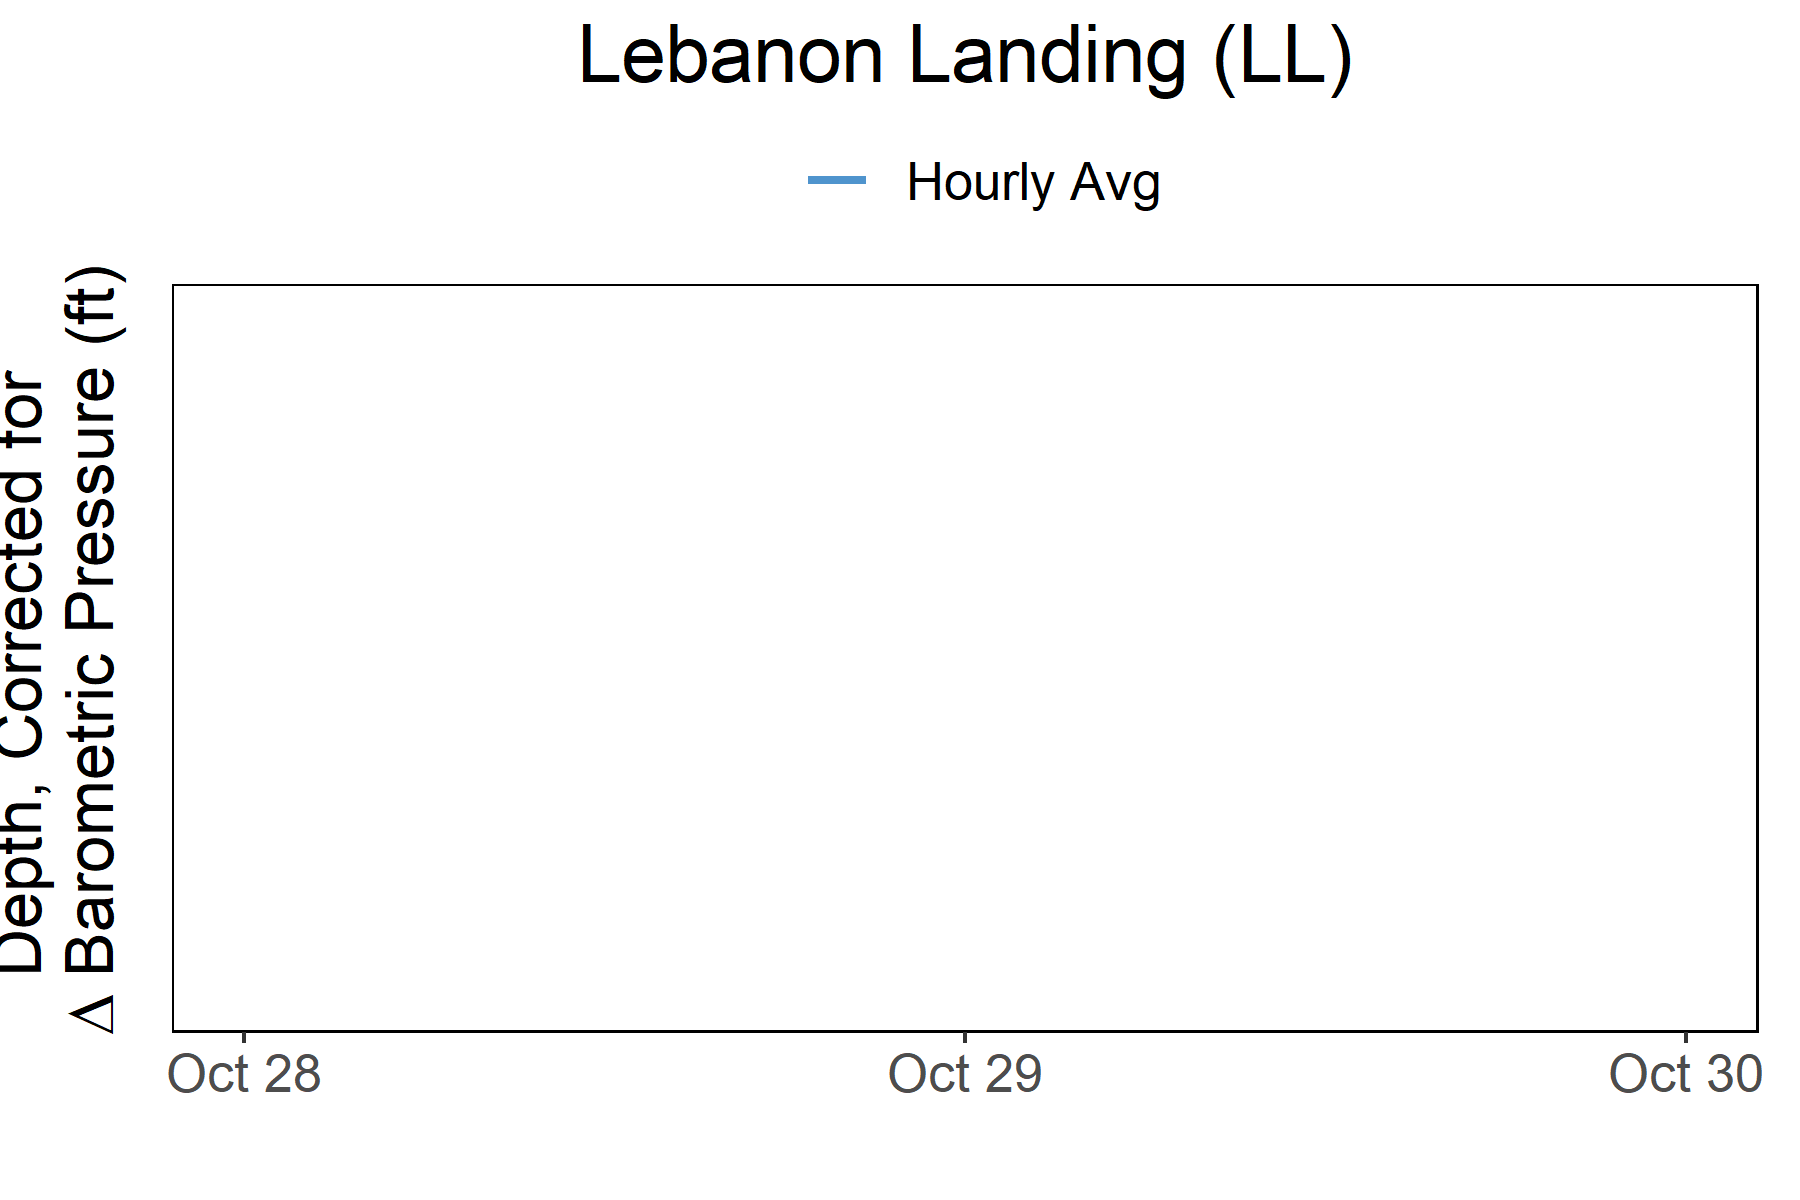 Lebanon Landing (LL)
Hourly Avg
Depth, Corrected for
Δ Barometric Pressure (ft)
Oct 28
Oct 29
Oct 30